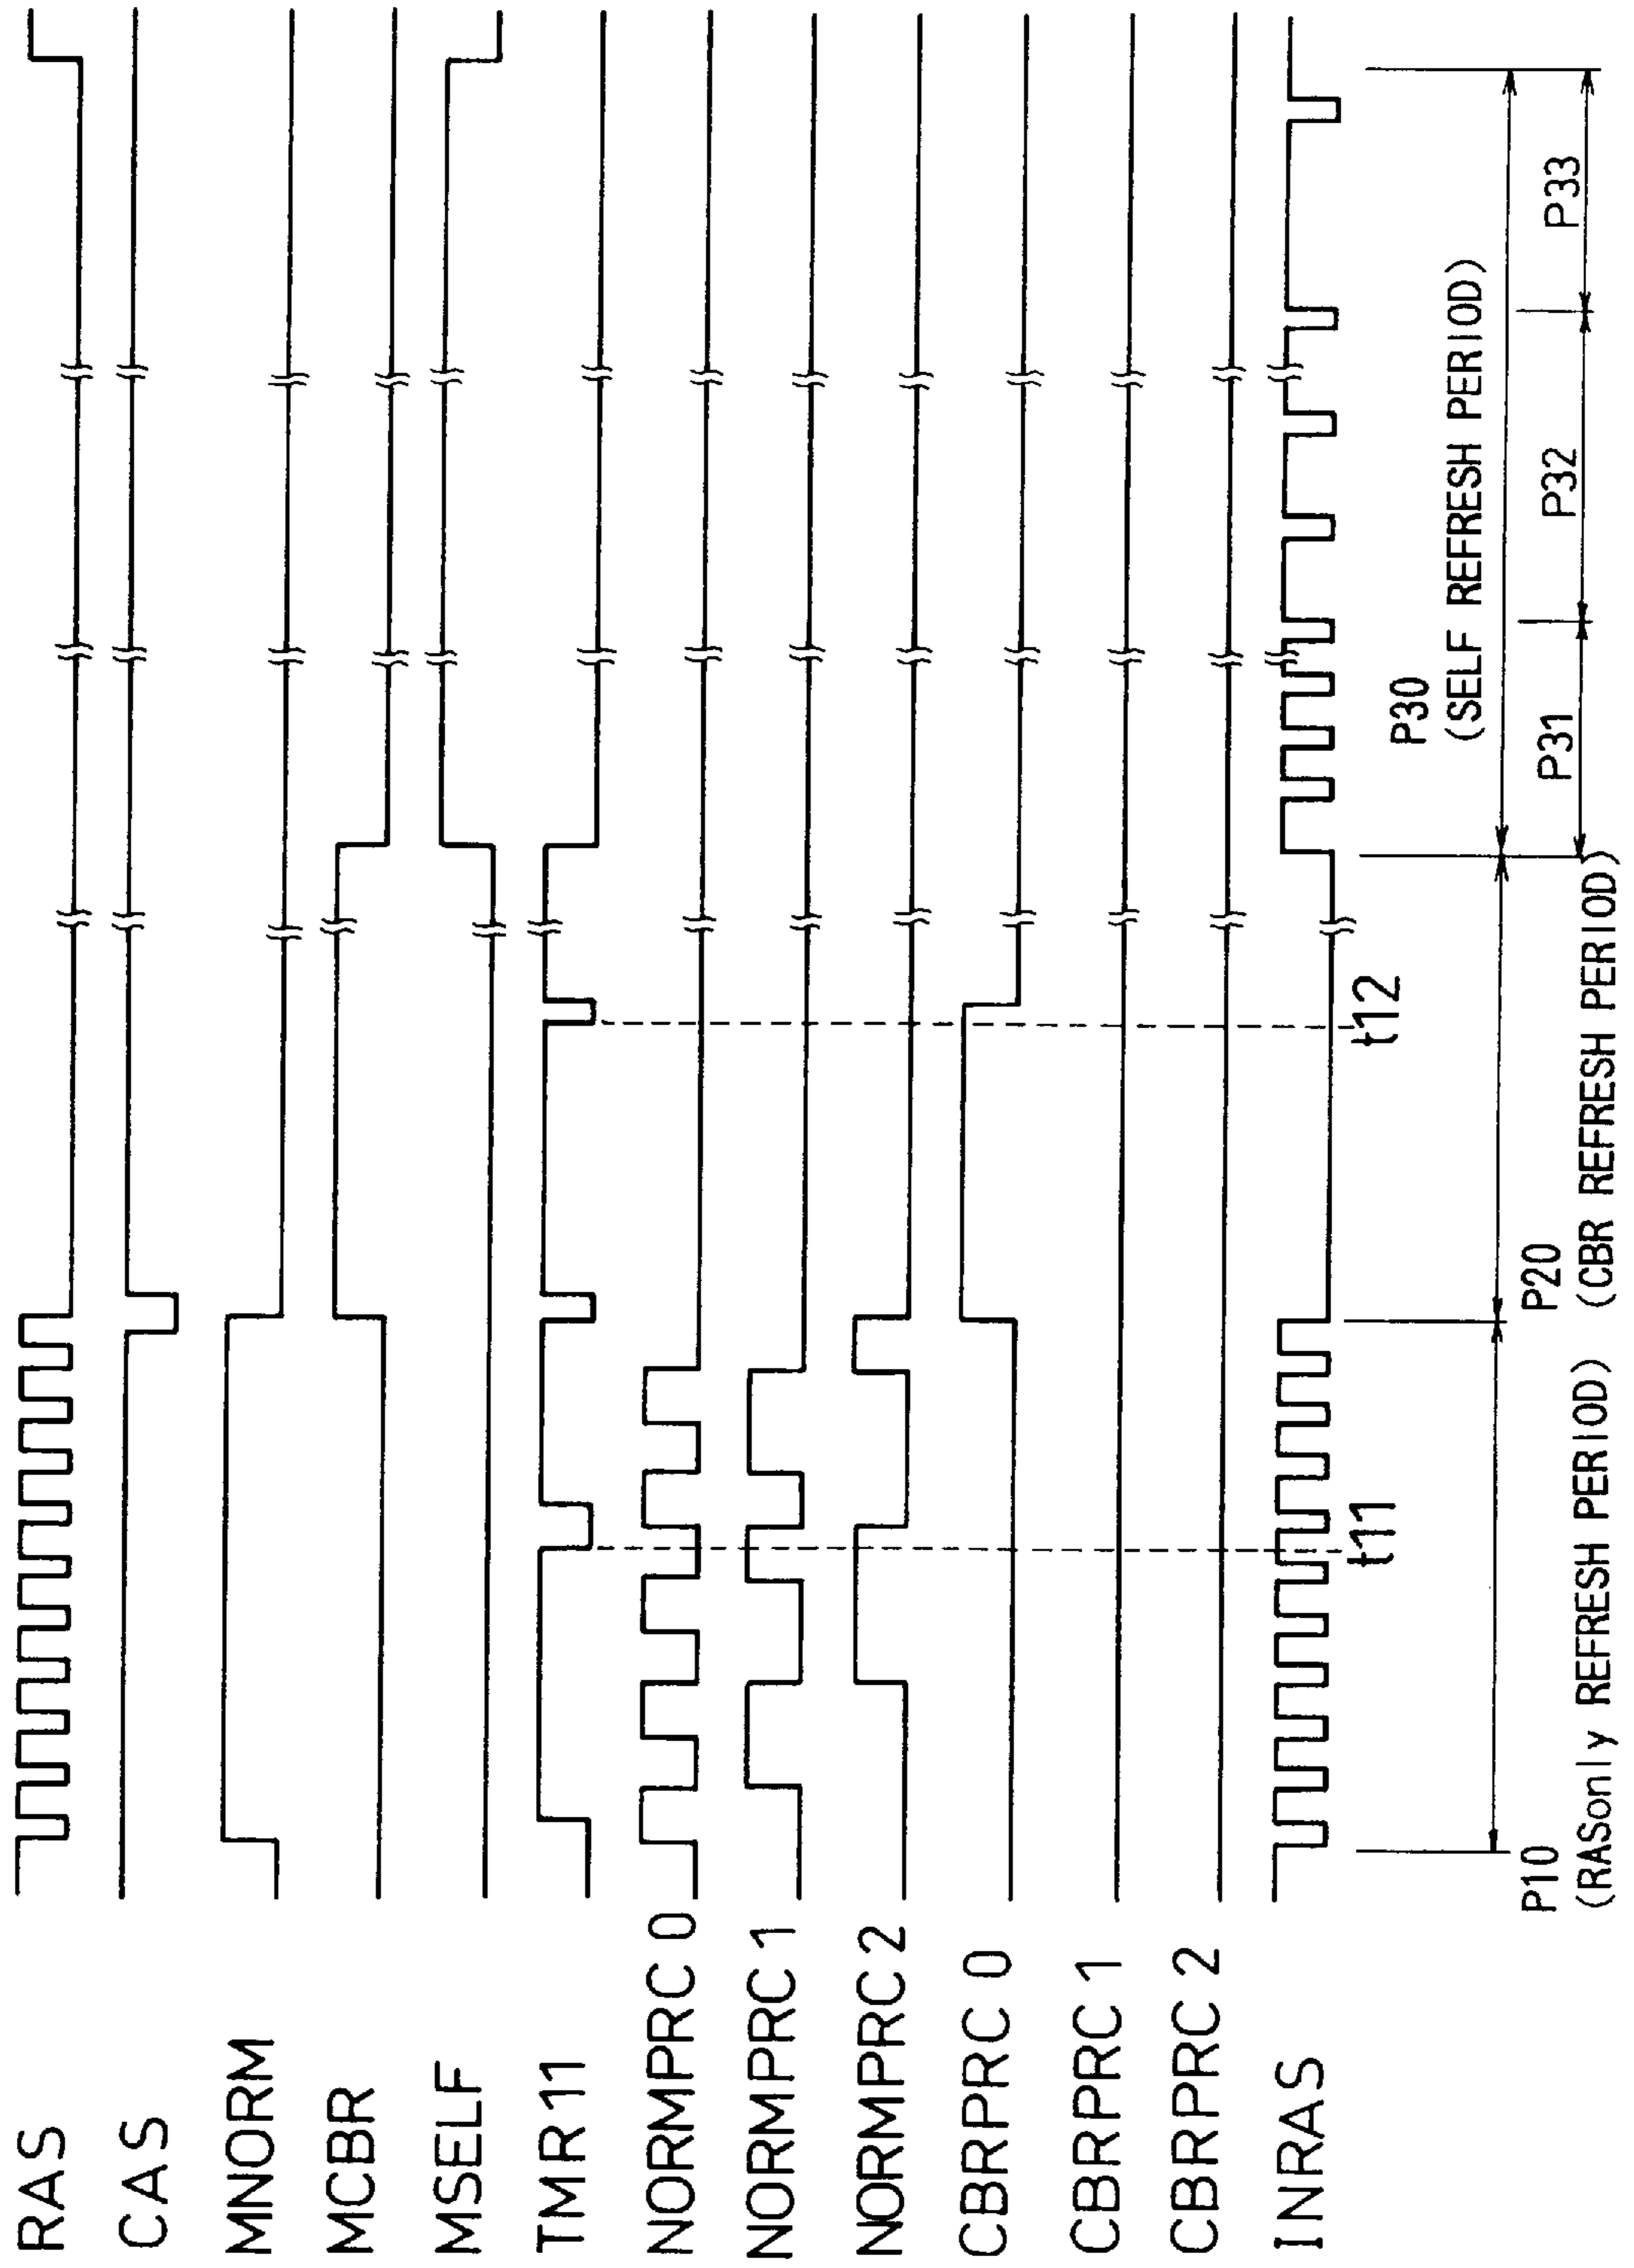 RAS
CAS
MNORM
MCBR
MSELF
TMR11
NORMPRC 0
NORMPRC 1
NORMPRC 2
CBRPRC 0
CBRPRC 1
CBRPRC 2
INRAS
t11
t12
P10
(RASonly REFRESH PERIOD)
P20
(CBR REFRESH PERIOD)
P30
(SELF REFRESH PERIOD)
P31
P32
P33